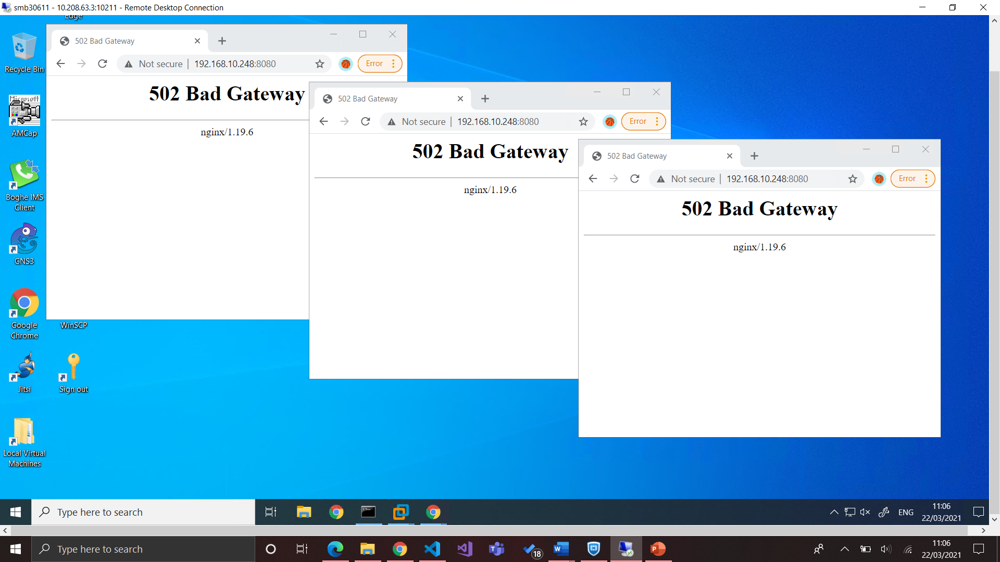 smb30611 - 10.208.63.3:10211 - Remote Desktop Connection
Edge
Recycle Bin
Microsoft
AMCap
Boghe IMS
Client
GNS3
Google
Chrome
WinSCP
Jitsi
Sign out
Local Virtual
Machines
502 Bad Gateway
Not secure
192.168.10.248:8080
Error
502 Bad Gateway
nginx/1.19.6
502 Bad Gateway
Not secure
192.168.10.248:8080
Error
502 Bad Gateway
nginx/1.19.6
502 Bad Gateway
Not secure
192.168.10.248:8080
Error
502 Bad Gateway
nginx/1.19.6
Type here to search
ENG
11:06
22/03/2021
Type here to search
18
11:06
22/03/2021